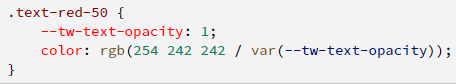 .text-red-50 {
    --tw-text-opacity: 1;
    color: rgb(254 242 242 / var(--tw-text-opacity));
}